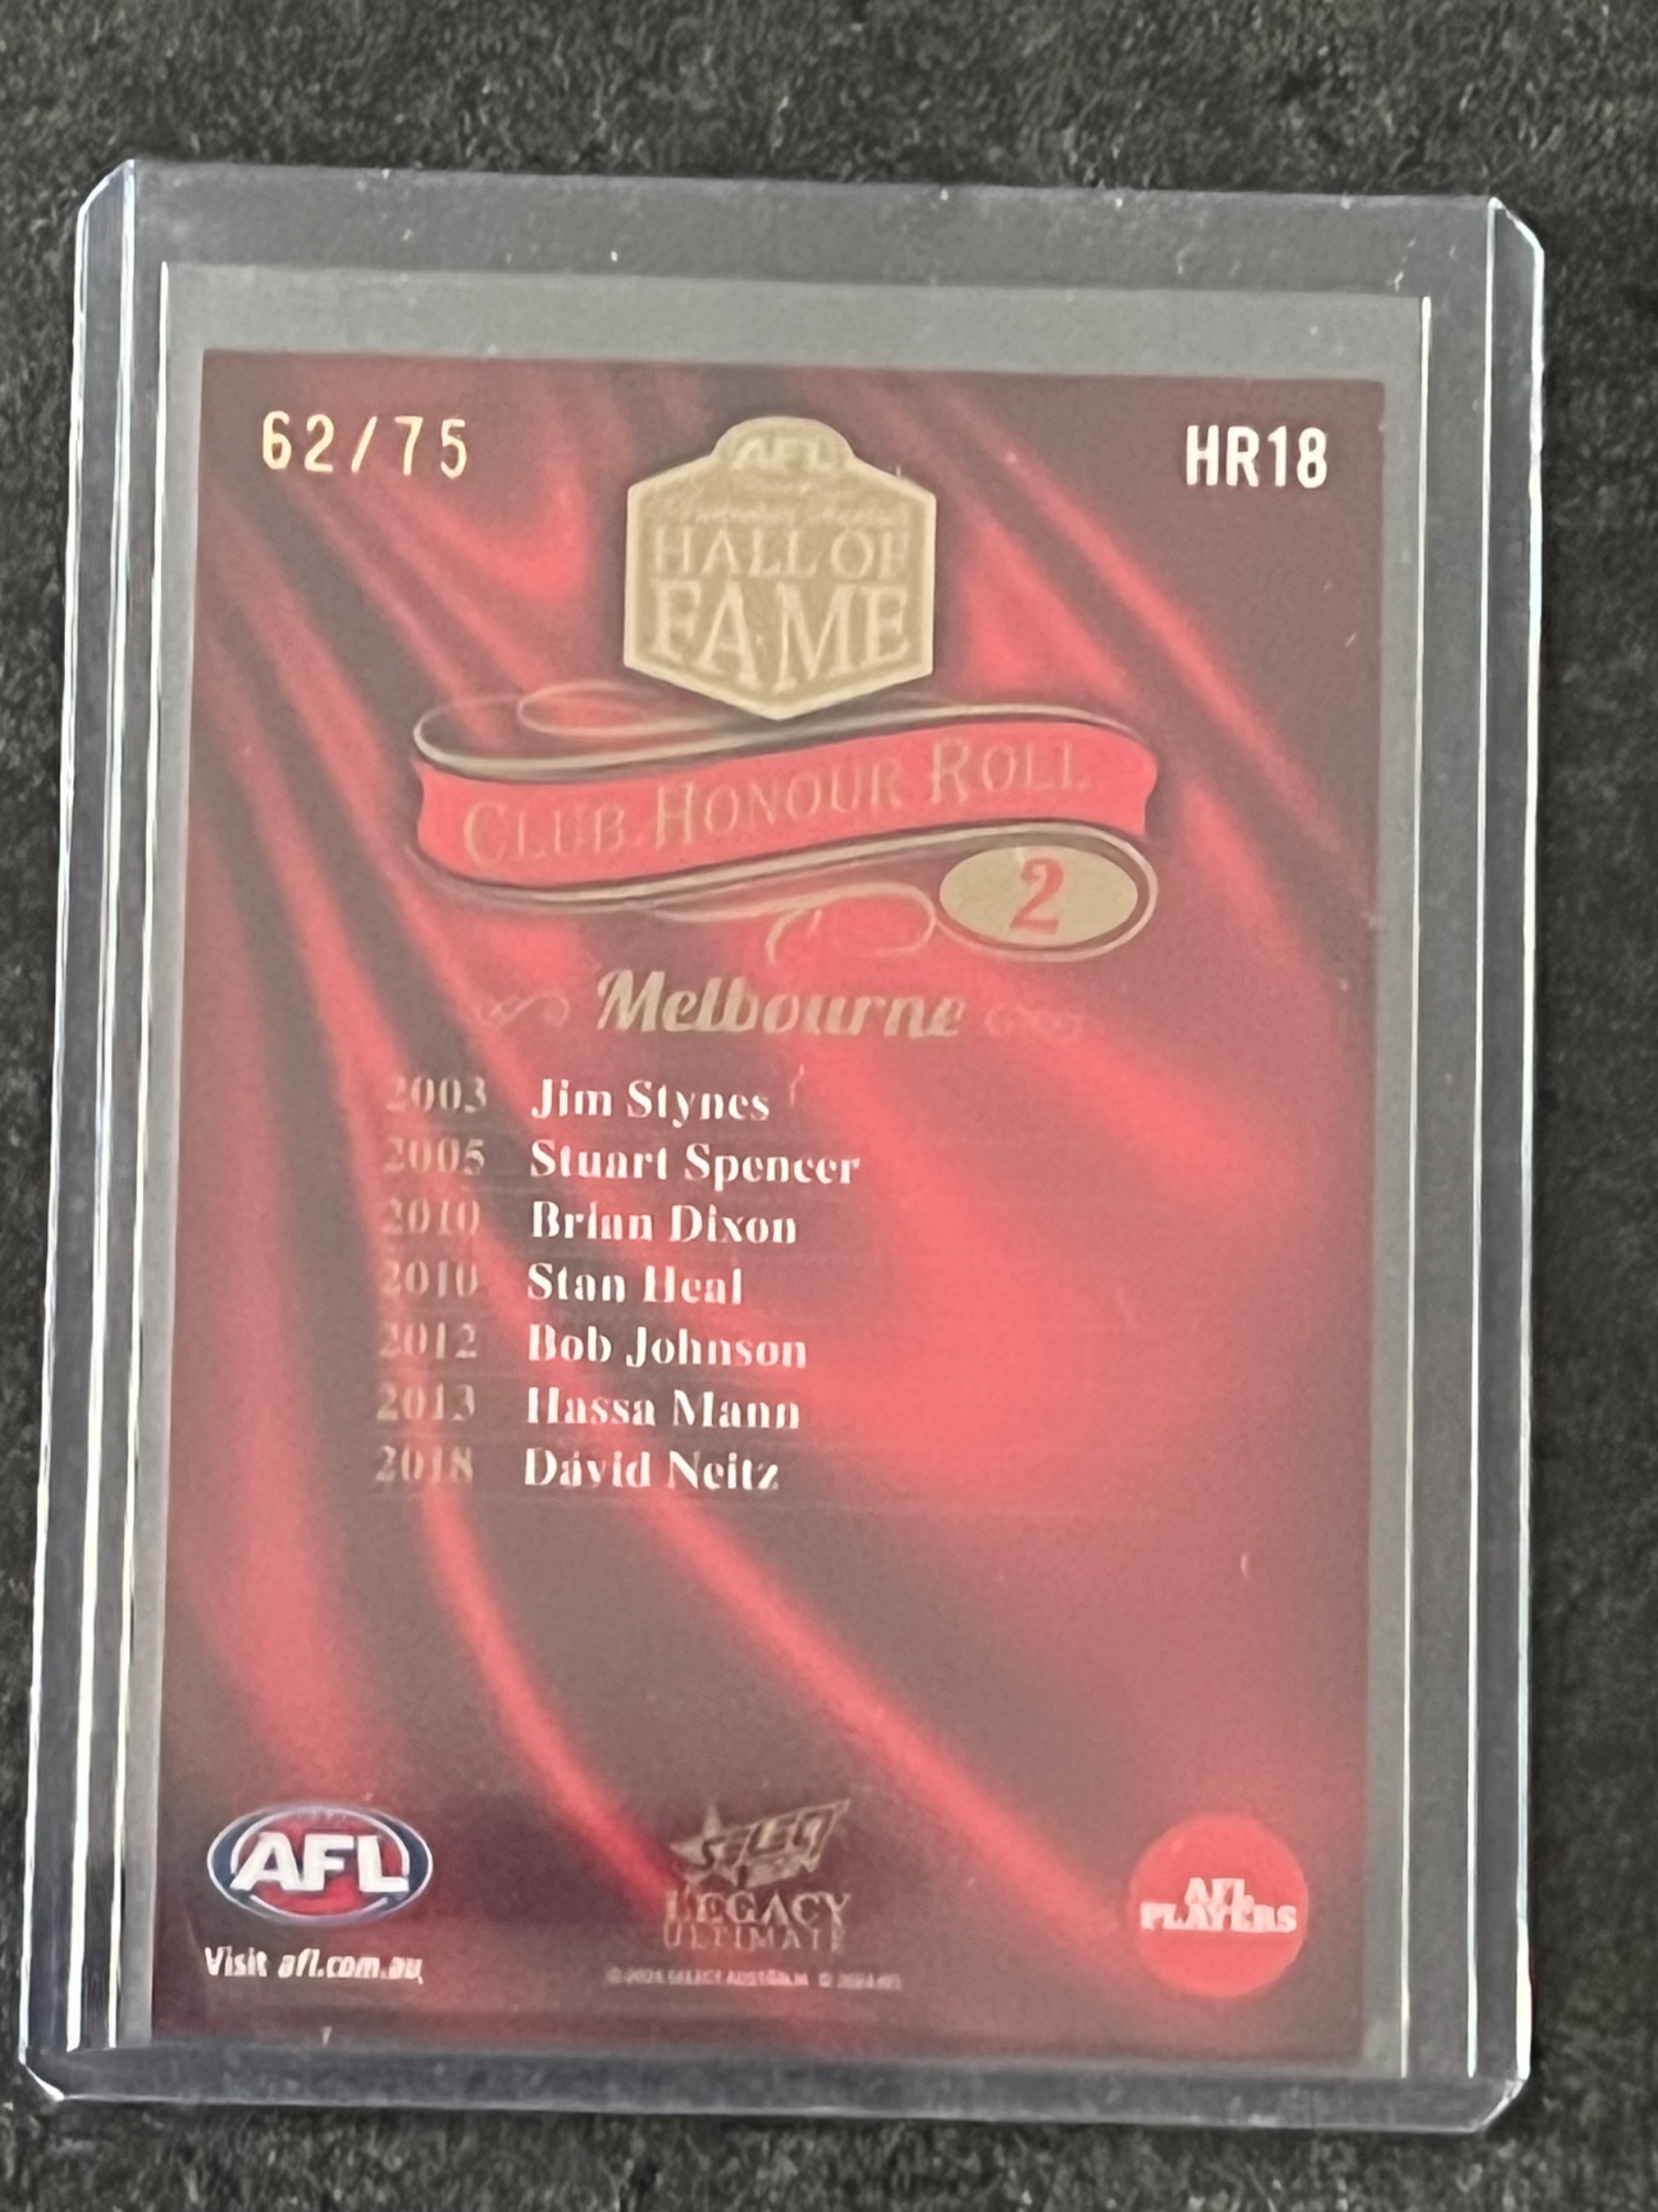 62/75
HR18
AFL
HALL OF
FAME
CLUB HONOUR ROLL
2
Melbourne
2003 Jim Stynes
2005 Stuart Spencer
2010 Brian Dixon
2010 Stan Heal
2012 Bob Johnson
2013 Hassa Mann
2018 David Neitz
AFL
Visit afl.com.au
SELECT
LEGACY
ULTIMATE
AFL
PLAYERS